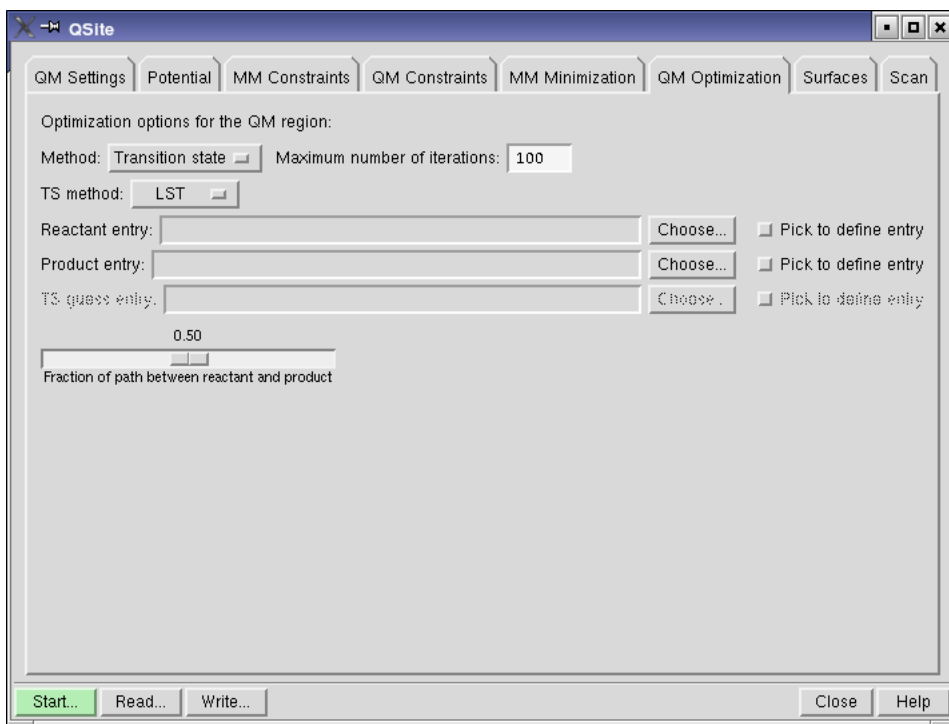 QSite
QM Settings Potential MM Constraints QM Constraints MM Minimization QM Optimization Surfaces Scan
Optimization options for the QM region:
Method: Transition state Maximum number of iterations: 100
TS method: LST
Reactant entry: Choose... Pick to define entry
Product entry: Choose... Pick to define entry
TS guess entry: Choose... Pick to define entry
0.50
Fraction of path between reactant and product
Start... Read... Write... Close Help